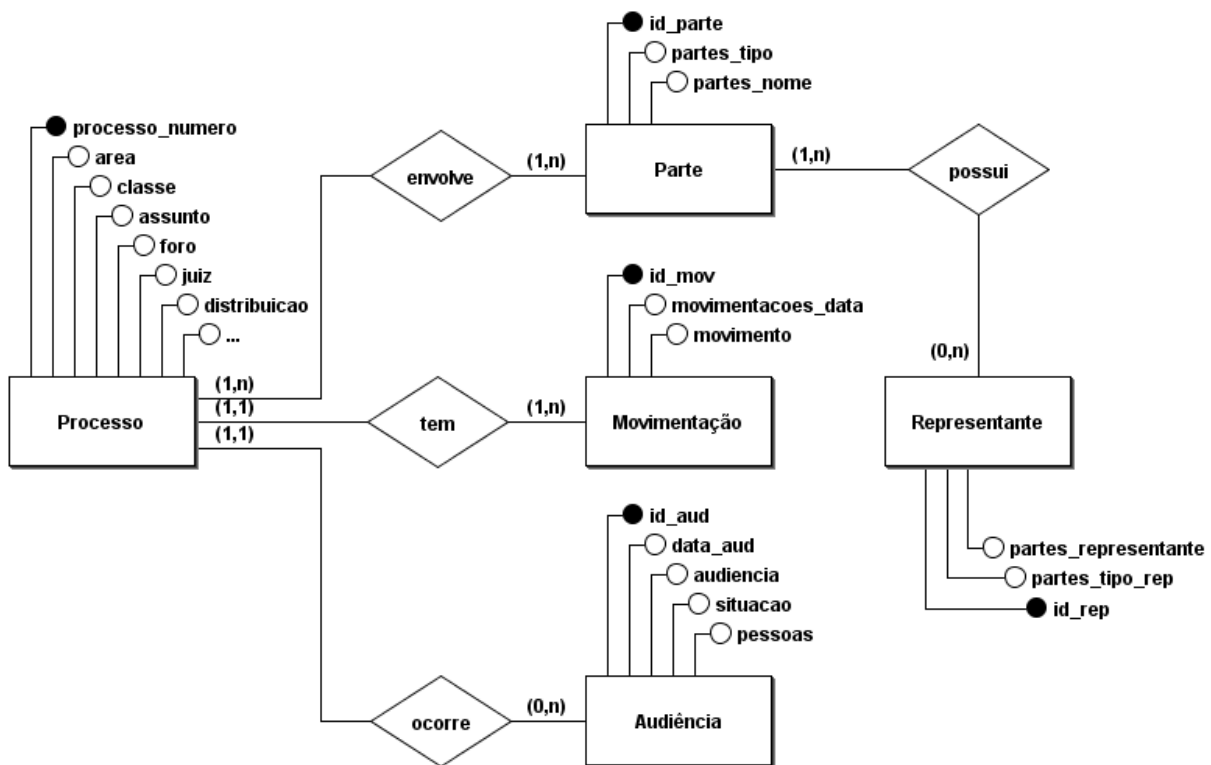 id_parte
partes_tipo
partes_nome
processo_numero
area
classe
assunto
foro
juiz
distribuicao
...
envolve
(1,n)
Parte
(1,n)
possui
id_mov
movimentacoes_data
movimento
(1,n)
(1,1)
(1,1)
Processo
tem
(1,n)
Movimentação
(0,n)
Representante
id_aud
data_aud
audiencia
situacao
pessoas
partes_representante
partes_tipo_rep
id_rep
ocorre
(0,n)
Audiência